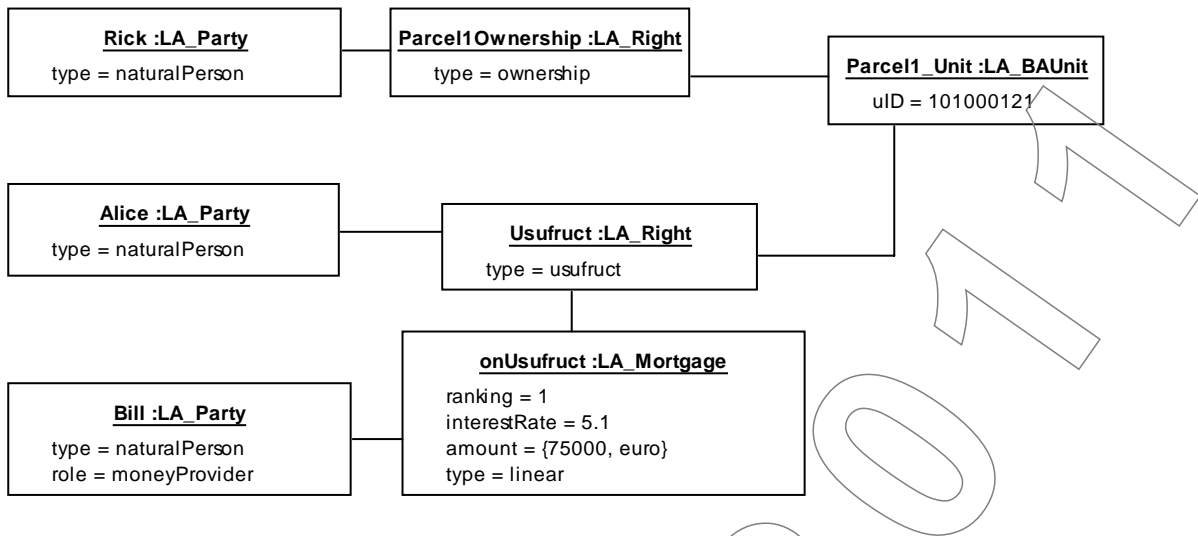 Rick :LA_Party
type = naturalPerson
Parcel1Ownership :LA_Right
type = ownership
Parcel1_Unit :LA_BAUnit
uID = 101000121
Alice :LA_Party
type = naturalPerson
Usufruct :LA_Right
type = usufruct
onUsufruct :LA_Mortgage
ranking = 1
interestRate = 5.1
amount = {75000, euro}
type = linear
Bill :LA_Party
type = naturalPerson
role = moneyProvider
011